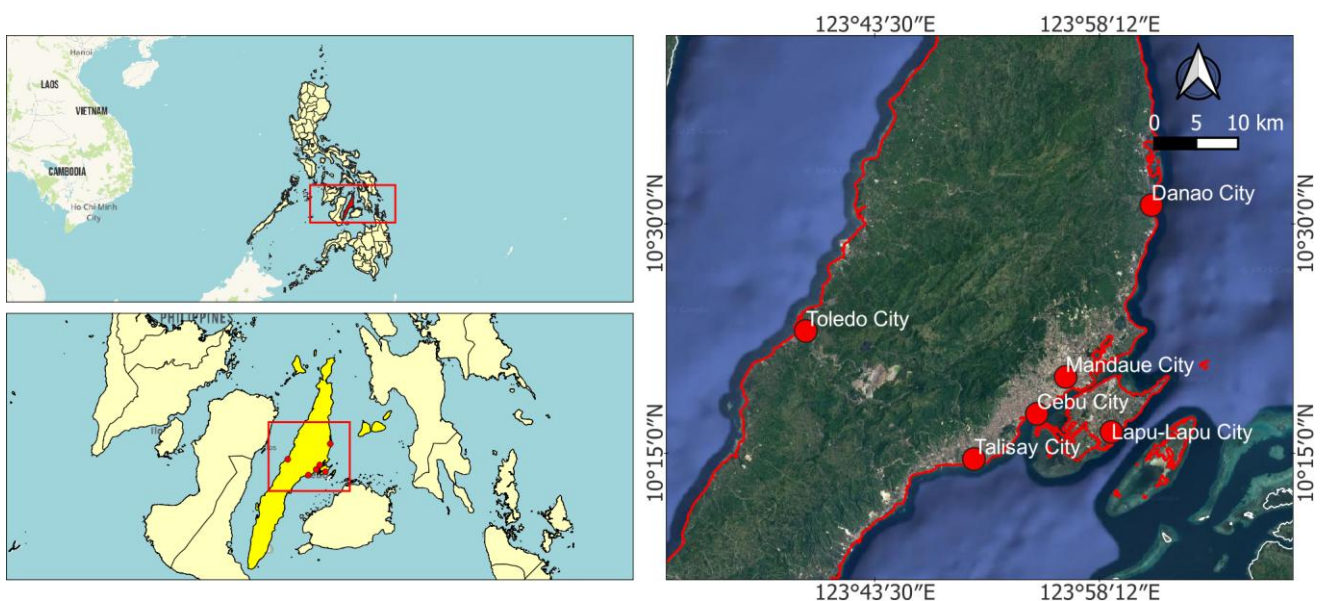 Hanoi
LAOS
VIETNAM
CAMBODIA
Ho Chi Minh
City
PHILIPPINES
123°43′30″E 123°58′12″E
0 5 10 km
Danao City
10°30′0″N
10°30′0″N
Toledo City
Mandaue City
Cebu City
Lapu-Lapu City
Talisay City
10°15′0″N
10°15′0″N
123°43′30″E 123°58′12″E